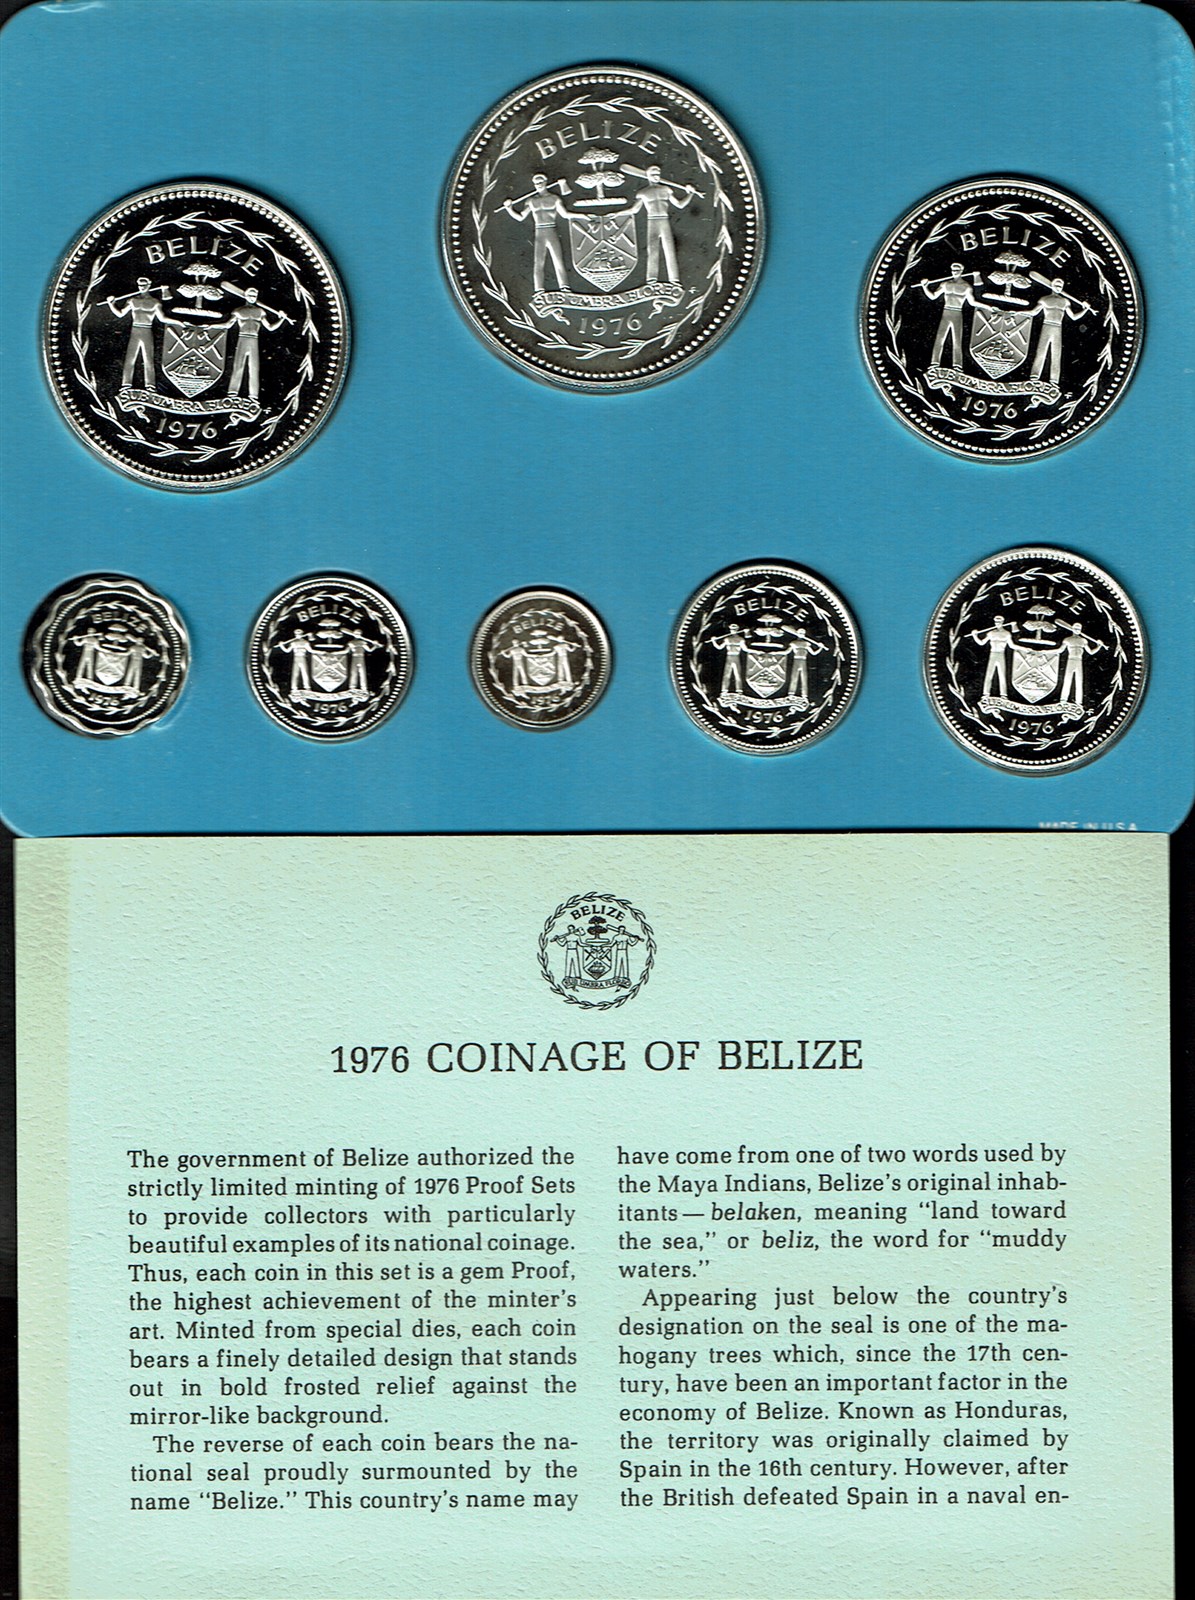 BELIZE
SUB UMBRA FLOREO
1976
BELIZE
SUB UMBRA FLOREO
1976
BELIZE
SUB UMBRA FLOREO
1976
BELIZE
1976
BELIZE
1976
BELIZE
1976
BELIZE
1976
BELIZE
SUB UMBRA FLOREO
1976
MADE IN U.S.A.
BELIZE
SUB UMBRA FLOREO
1976 COINAGE OF BELIZE
The government of Belize authorized the
strictly limited minting of 1976 Proof Sets
to provide collectors with particularly
beautiful examples of its national coinage.
Thus, each coin in this set is a gem Proof,
the highest achievement of the minter's
art. Minted from special dies, each coin
bears a finely detailed design that stands
out in bold frosted relief against the
mirror-like background.
The reverse of each coin bears the na-
tional seal proudly surmounted by the
name "Belize." This country's name may
have come from one of two words used by
the Maya Indians, Belize's original inhab-
itants — belaken, meaning "land toward
the sea," or beliz, the word for "muddy
waters."
Appearing just below the country's
designation on the seal is one of the ma-
hogany trees which, since the 17th cen-
tury, have been an important factor in the
economy of Belize. Known as Honduras,
the territory was originally claimed by
Spain in the 16th century. However, after
the British defeated Spain in a naval en-